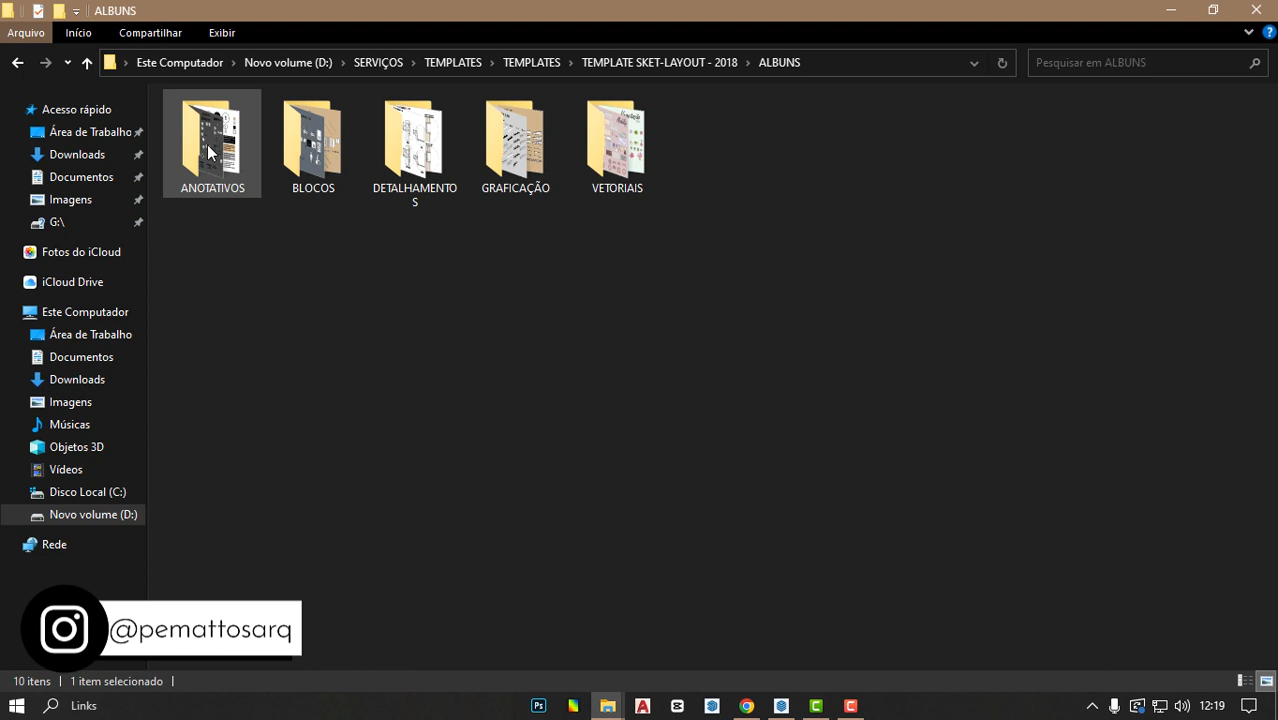 ALBUNS
Arquivo Início Compartilhar Exibir
Este Computador Novo volume (D:) SERVIÇOS TEMPLATES TEMPLATES TEMPLATE SKET-LAYOUT - 2018 ALBUNS
Pesquisar em ALBUNS
Acesso rápido
Área de Trabalho
Downloads
Documentos
Imagens
G:\
Fotos do iCloud
iCloud Drive
Este Computador
Área de Trabalho
Documentos
Downloads
Imagens
Músicas
Objetos 3D
Vídeos
Disco Local (C:)
Novo volume (D:)
Rede
ANOTATIVOS
BLOCOS
DETALHAMENTO
S
GRAFICAÇÃO
VETORIAIS
@pemattosarq
10 itens 1 item selecionado
Links
Ps
A
C
C
12:19